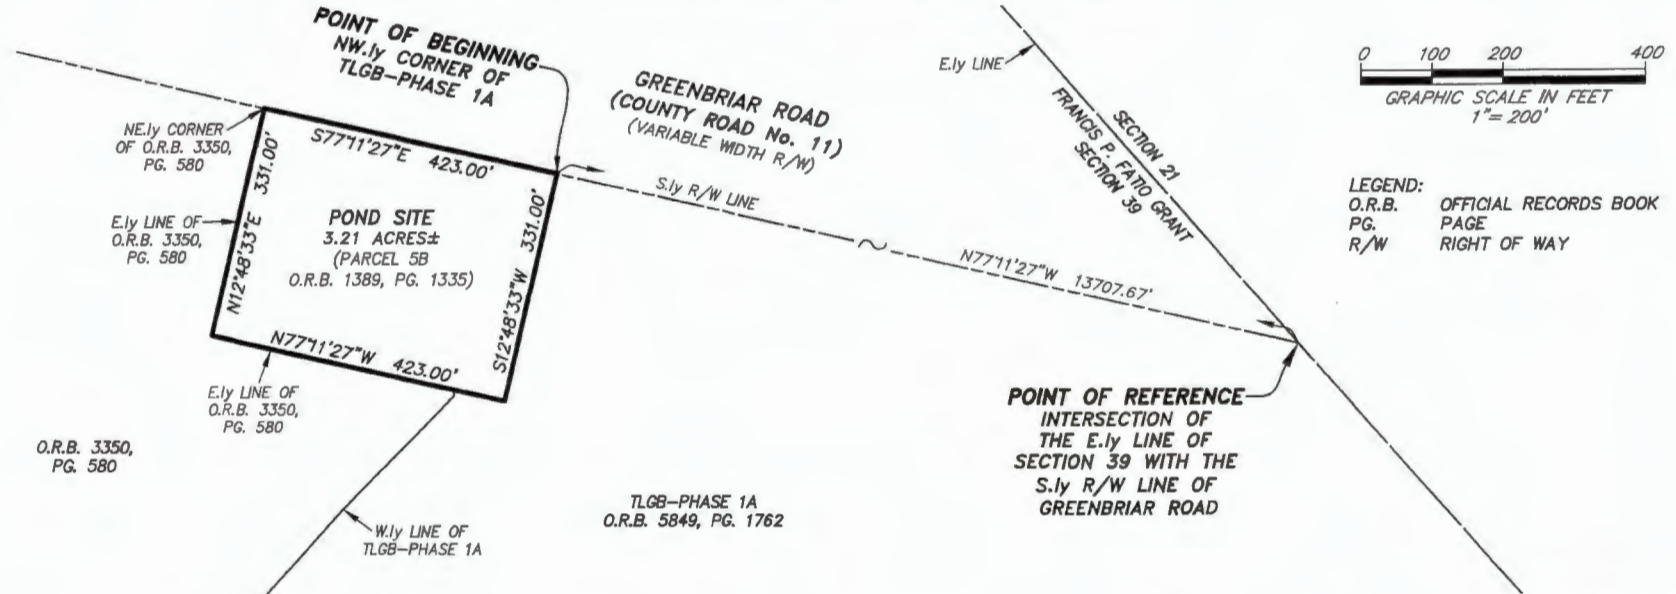 POINT OF BEGINNING
NW.ly CORNER OF
TLGB-PHASE 1A
GREENBRIAR ROAD
(COUNTY ROAD No. 11)
(VARIABLE WIDTH R/W)
E.ly LINE
SECTION 21
FRANCIS P. FATIO GRANT
SECTION 39
0 100 200 400
GRAPHIC SCALE IN FEET
1"= 200'
LEGEND:
O.R.B. OFFICIAL RECORDS BOOK
PG. PAGE
R/W RIGHT OF WAY
NE.ly CORNER
OF O.R.B. 3350,
PG. 580
S77°11'27"E 423.00'
N12°48'33"E 331.00'
S.ly R/W LINE
E.ly LINE OF
O.R.B. 3350,
PG. 580
POND SITE
3.21 ACRES±
(PARCEL 5B
O.R.B. 1389, PG. 1335)
S12°48'33"W 331.00'
N77°11'27"W 13707.67'
N77°11'27"W 423.00'
E.ly LINE OF
O.R.B. 3350,
PG. 580
POINT OF REFERENCE
INTERSECTION OF
THE E.ly LINE OF
SECTION 39 WITH THE
S.ly R/W LINE OF
GREENBRIAR ROAD
O.R.B. 3350,
PG. 580
TLGB-PHASE 1A
O.R.B. 5849, PG. 1762
W.ly LINE OF
TLGB-PHASE 1A